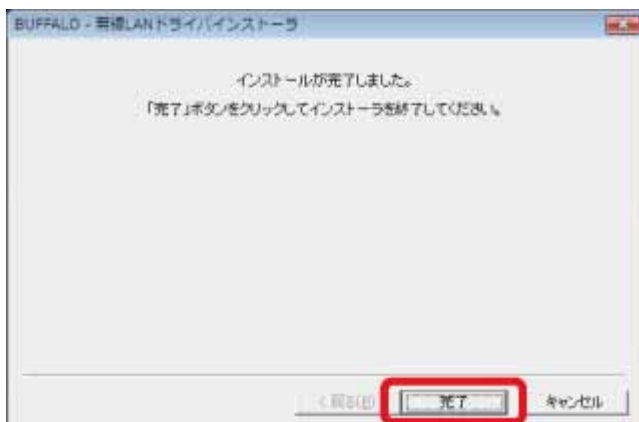 BUFFALO - 無線LANドライバインストーラ
インストールが完了しました。
「完了」ボタンをクリックしてインストーラを終了してください。
< 戻る(B)
完了
キャンセル